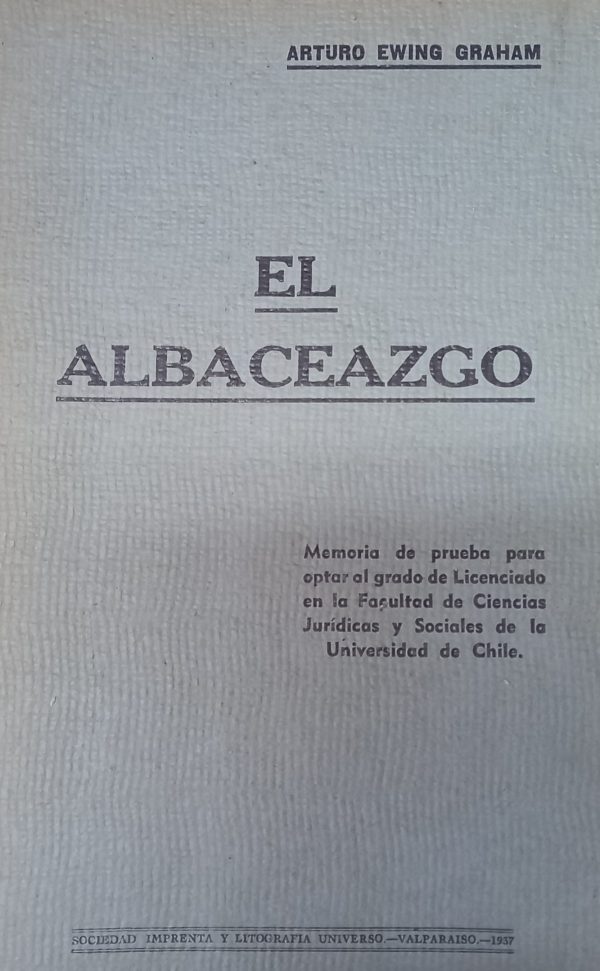 ARTURO EWING GRAHAM
EL
ALBACEAZGO
Memoria de prueba para
optar al grado de Licenciado
en la Facultad de Ciencias
Jurídicas y Sociales de la
Universidad de Chile.
SOCIEDAD IMPRENTA Y LITOGRAFIA UNIVERSO.—VALPARAISO.—1937